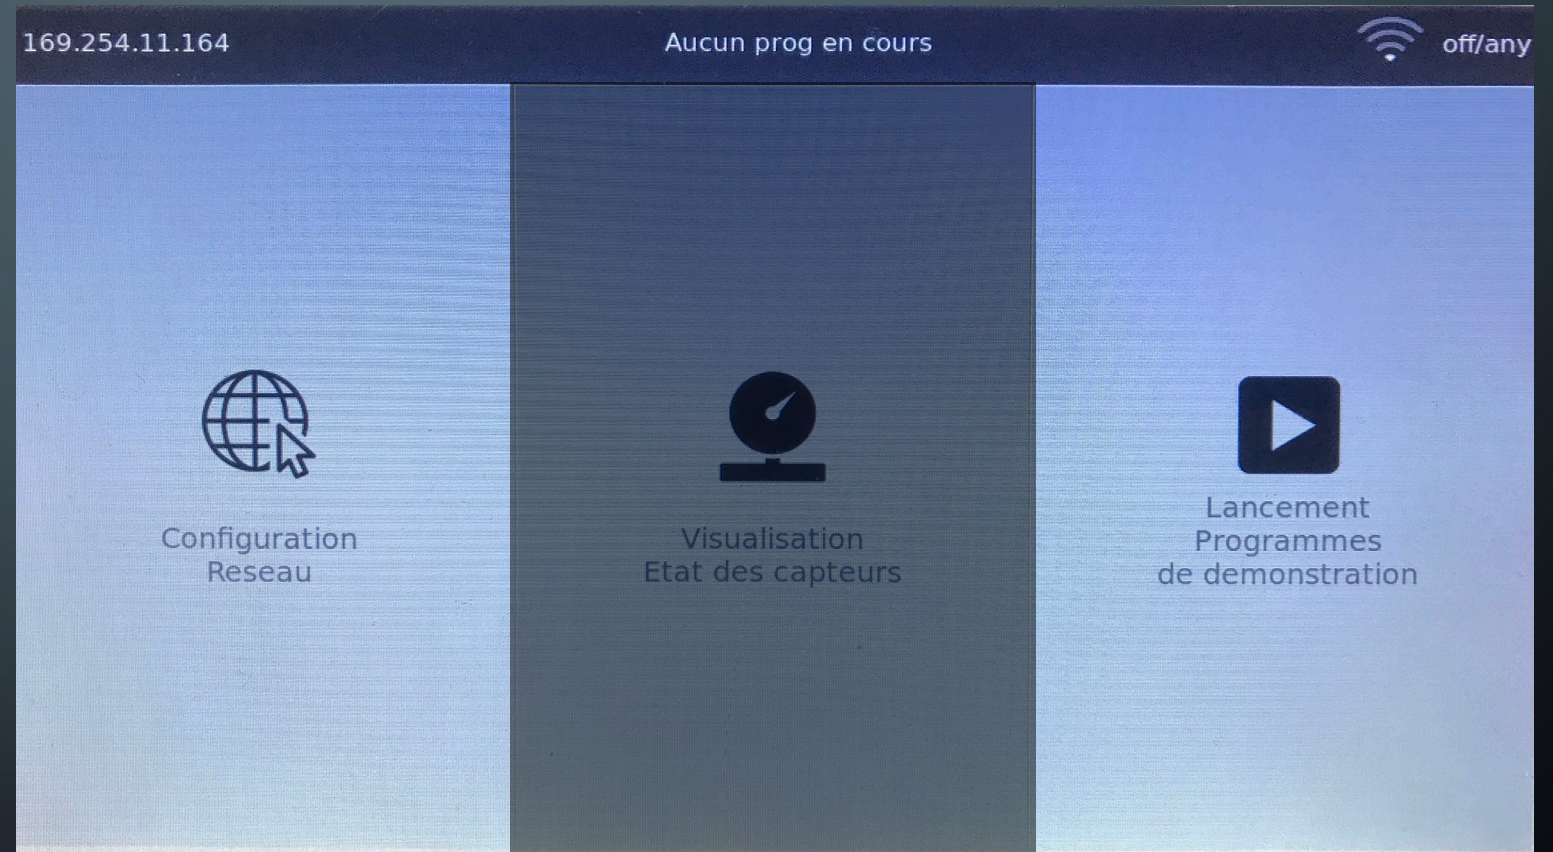 169.254.11.164
Aucun prog en cours
off/any
Configuration
Reseau
Visualisation
Etat des capteurs
Lancement
Programmes
de demonstration